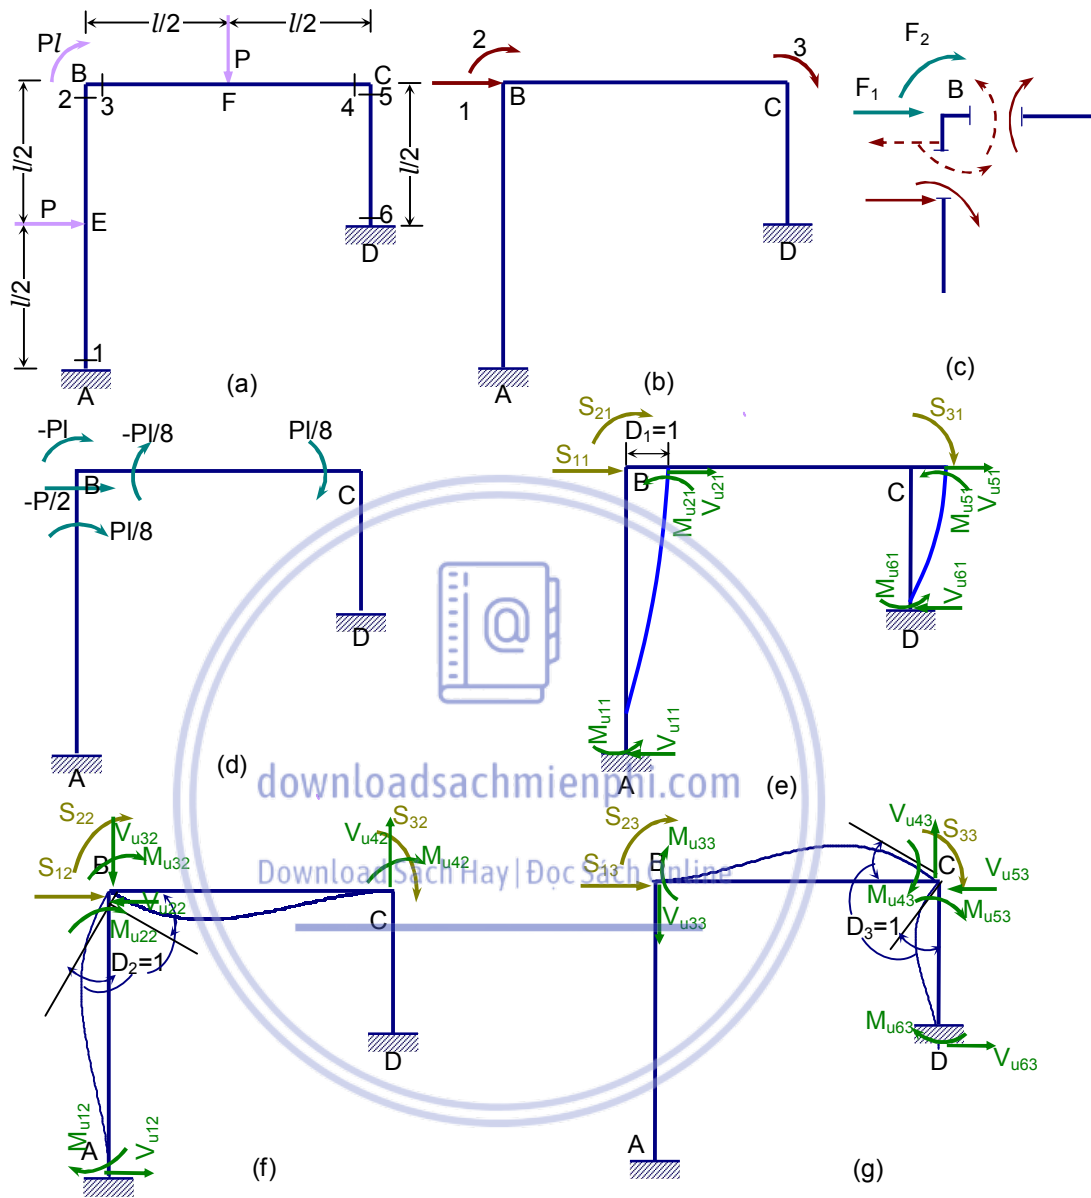 l/2 l/2
Pl
P
B
C
2 3
F
4 5
l/2
l/2
6
P
E
D
l/2
1
A
(a)
2
3
1
B
C
D
A
(b)
F₂
F₁
B
(c)
-Pl
-Pl/8
Pl/8
-P/2
B
C
Pl/8
D
A
(d)
S₂₁
D₁=1
S₃₁
S₁₁
B
Mu21
Vu21
C
Mu51
Vu51
Mu61
Vu61
D
Mu11
Vu11
A
(e)
downloadsachmienphi.com
Download Sách Hay | Đọc Sách Online
S₂₂
Vu32
S₁₂
B
Mu32
Vu42
S₃₂
Mu42
Vu22
Mu22
C
D₂=1
D
Mu12
A
Vu12
(f)
S₂₃
Mu33
S₁₃
B
Vu33
Vu43
S₃₃
C
Vu53
Mu43
Mu53
D₃=1
Mu63
D
Vu63
A
(g)